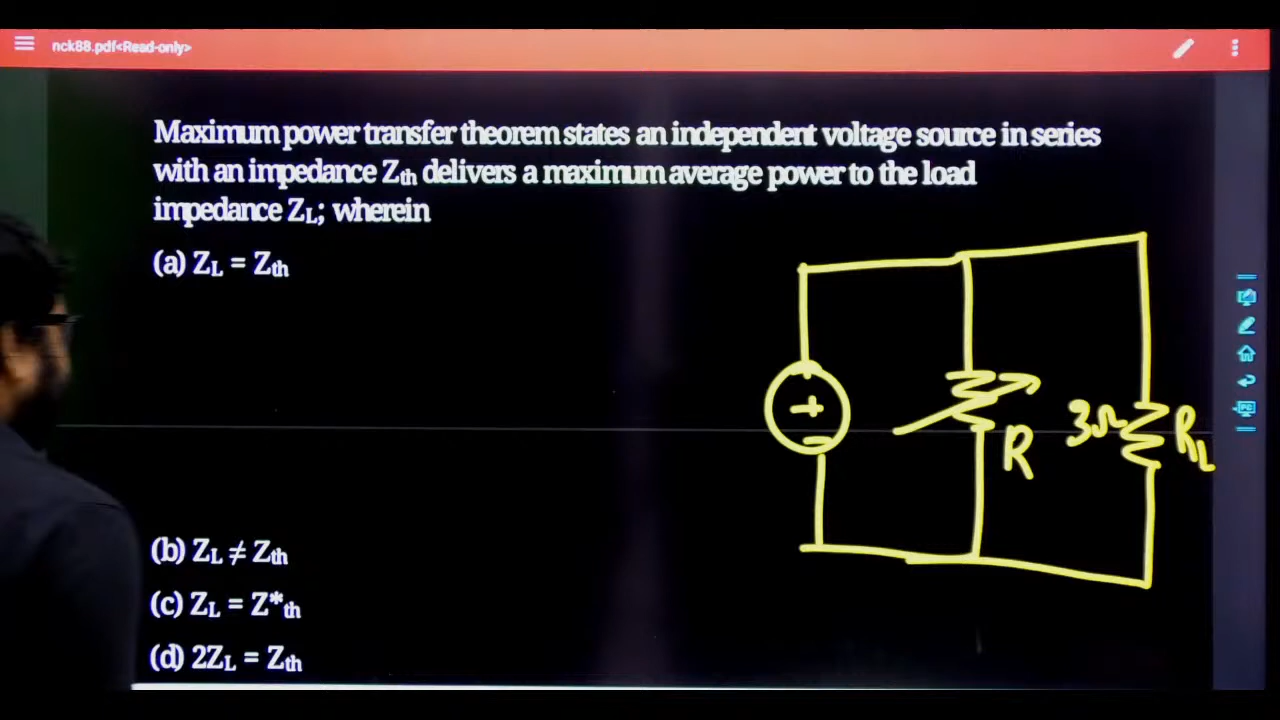 nck88.pdf<Read-only>
Maximum power transfer theorem states an independent voltage source in series
with an impedance Zth delivers a maximum average power to the load
impedance ZL; wherein
(a) ZL = Zth
+
−
R
3Ω
RL
(b) ZL ≠ Zth
(c) ZL = Z*th
(d) 2ZL = Zth
PC